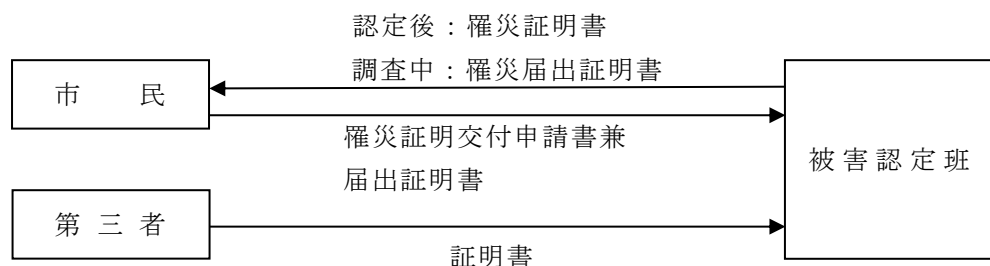 認定後：罹災証明書
調査中：罹災届出証明書
市　民
罹災証明交付申請書兼
届出証明書
被害認定班
第三者
証明書